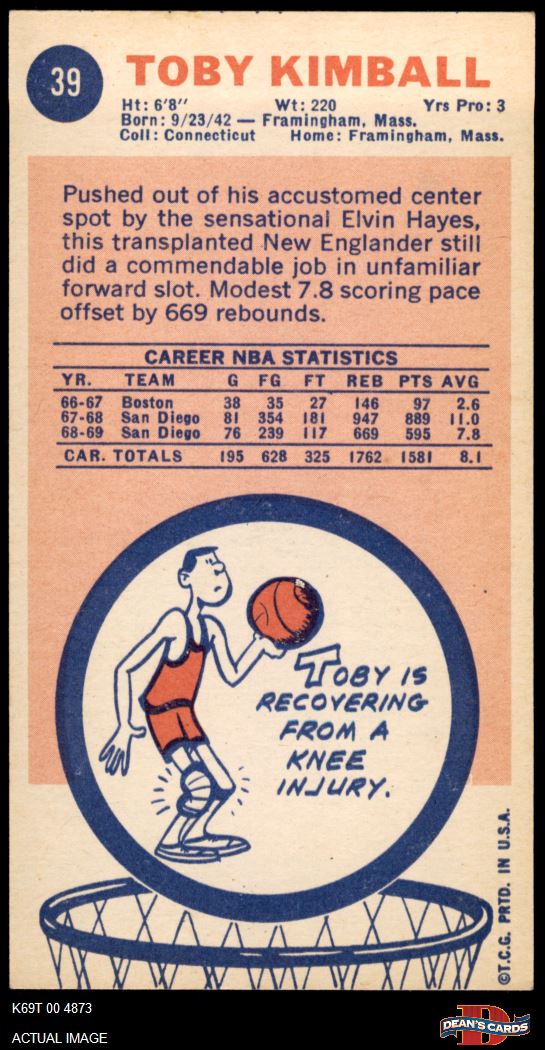 39
TOBY KIMBALL
Ht: 6'8" Wt: 220 Yrs Pro: 3
Born: 9/23/42 — Framingham, Mass.
Coll: Connecticut Home: Framingham, Mass.
Pushed out of his accustomed center
spot by the sensational Elvin Hayes,
this transplanted New Englander still
did a commendable job in unfamiliar
forward slot. Modest 7.8 scoring pace
offset by 669 rebounds.
CAREER NBA STATISTICS
YR. TEAM G FG FT REB PTS AVG
66-67 Boston 38 35 27 146 97 2.6
67-68 San Diego 81 354 181 947 889 11.0
68-69 San Diego 76 239 117 669 595 7.8
CAR. TOTALS 195 628 325 1762 1581 8.1
TOBY IS
RECOVERING
FROM A
KNEE
INJURY.
©T.C.G. PRTD. IN U.S.A.
K69T 00 4873
ACTUAL IMAGE
D
DEAN'S CARDS